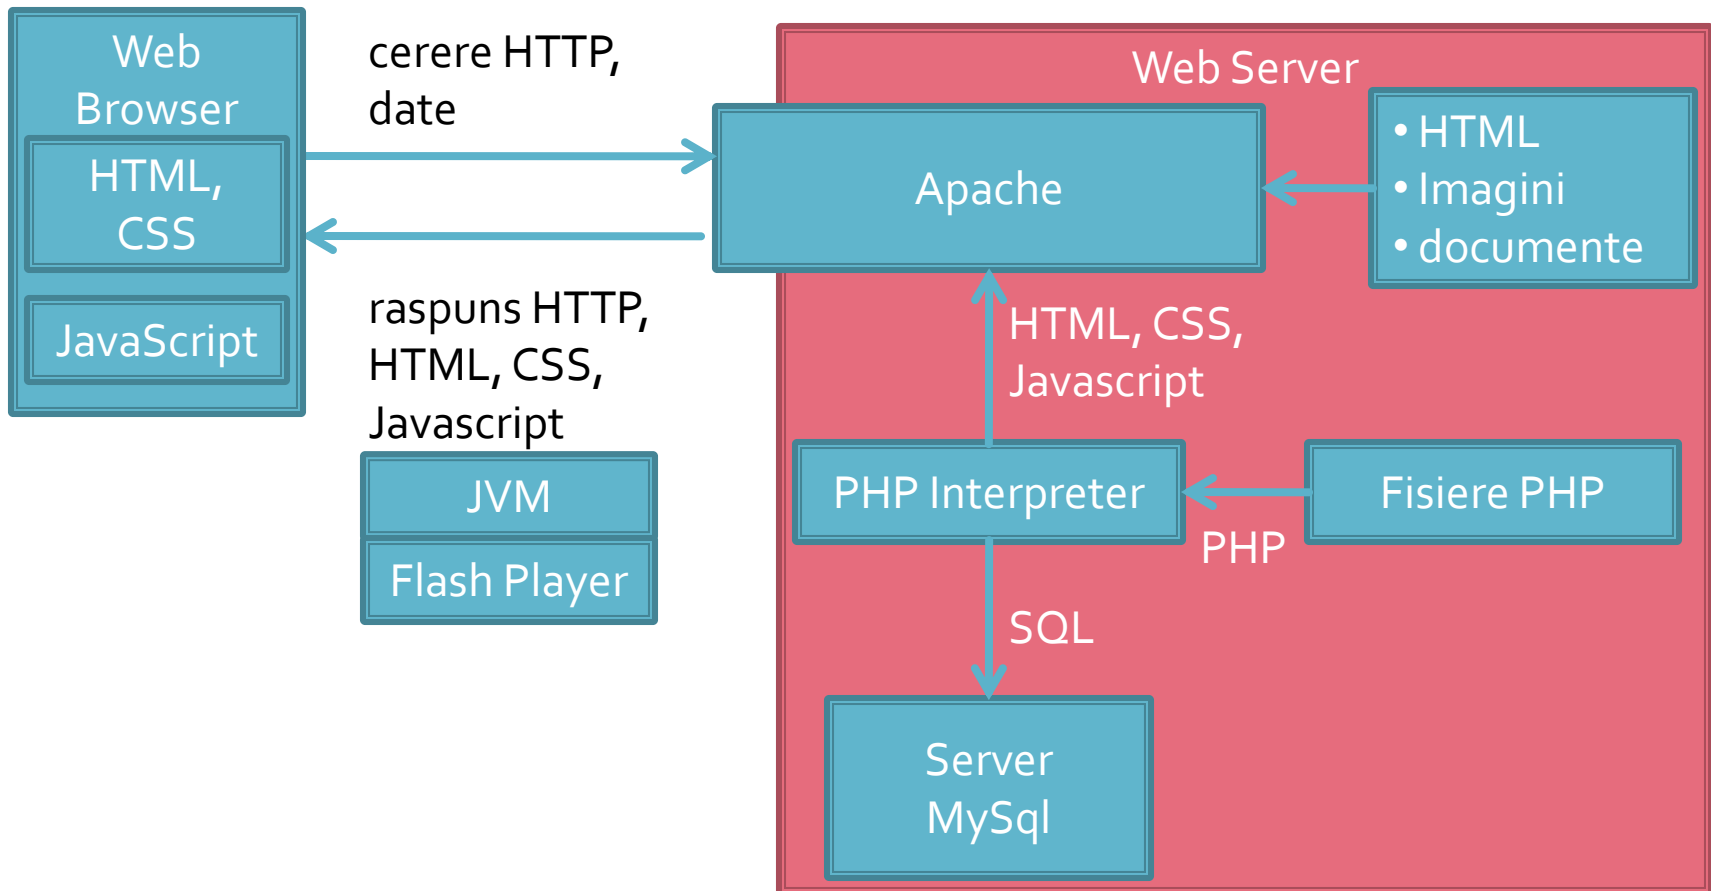 Web
Browser
HTML,
CSS
JavaScript
cerere HTTP,
date
raspuns HTTP,
HTML, CSS,
Javascript
JVM
Flash Player
Web Server
Apache
• HTML
• Imagini
• documente
HTML, CSS,
Javascript
PHP Interpreter
PHP
Fisiere PHP
SQL
Server
MySql